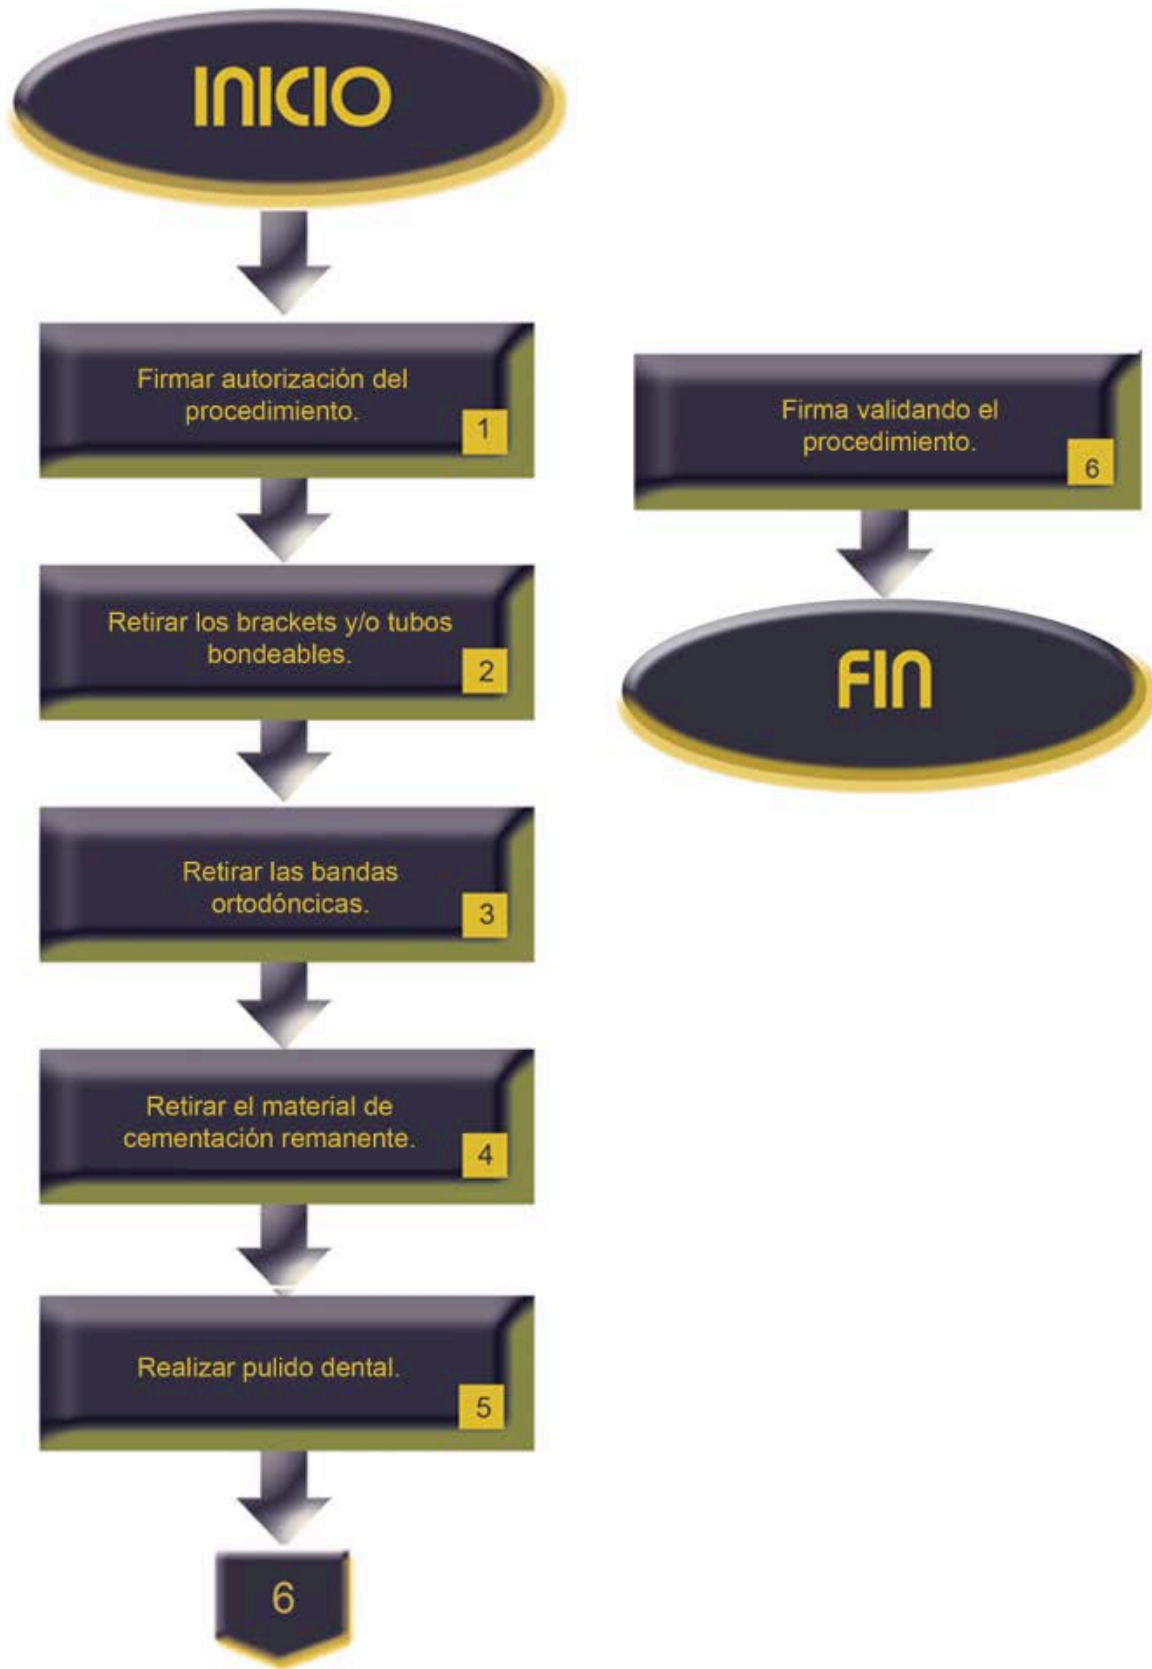 INICIO
Firmar autorización del
procedimiento.
1
Retirar los brackets y/o tubos
bondeables.
2
Retirar las bandas
ortodóncicas.
3
Retirar el material de
cementación remanente.
4
Realizar pulido dental.
5
6
Firma validando el
procedimiento.
6
FIN